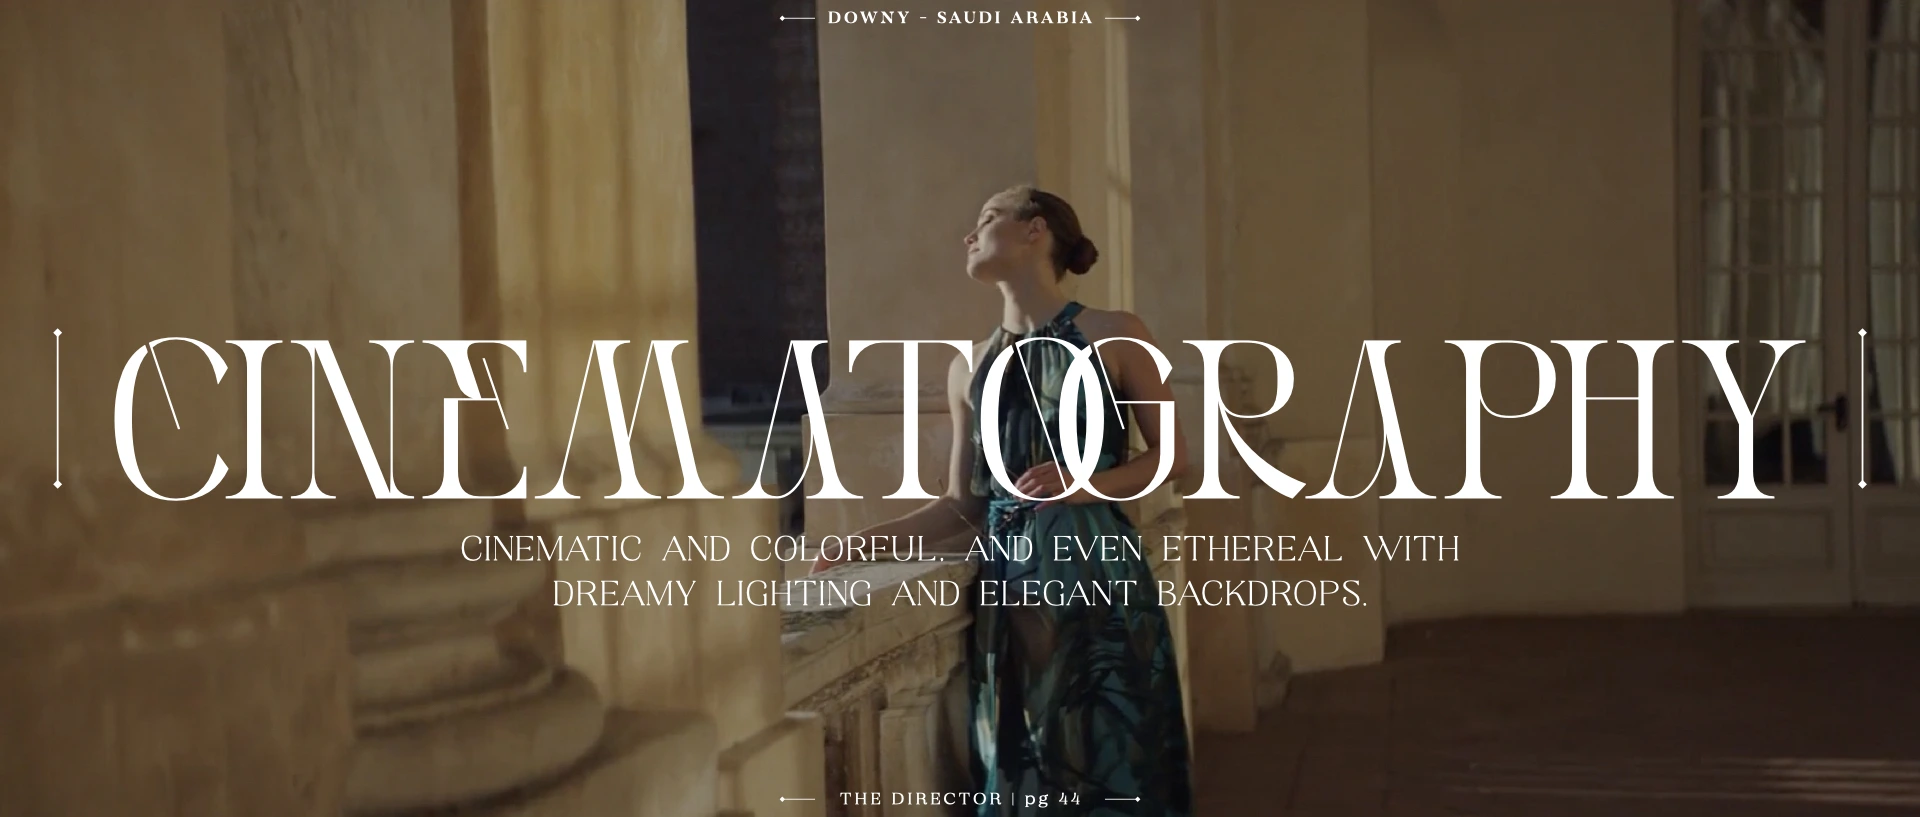 DOWNY - SAUDI ARABIA
CINEMATOGRAPHY
CINEMATIC AND COLORFUL, AND EVEN ETHEREAL WITH
DREAMY LIGHTING AND ELEGANT BACKDROPS.
THE DIRECTOR | pg 44